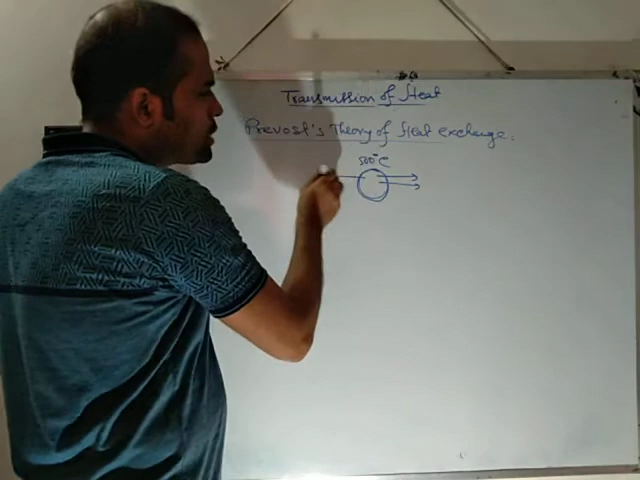 Transmission of Heat
Prevost's Theory of Heat exchange.
500°C